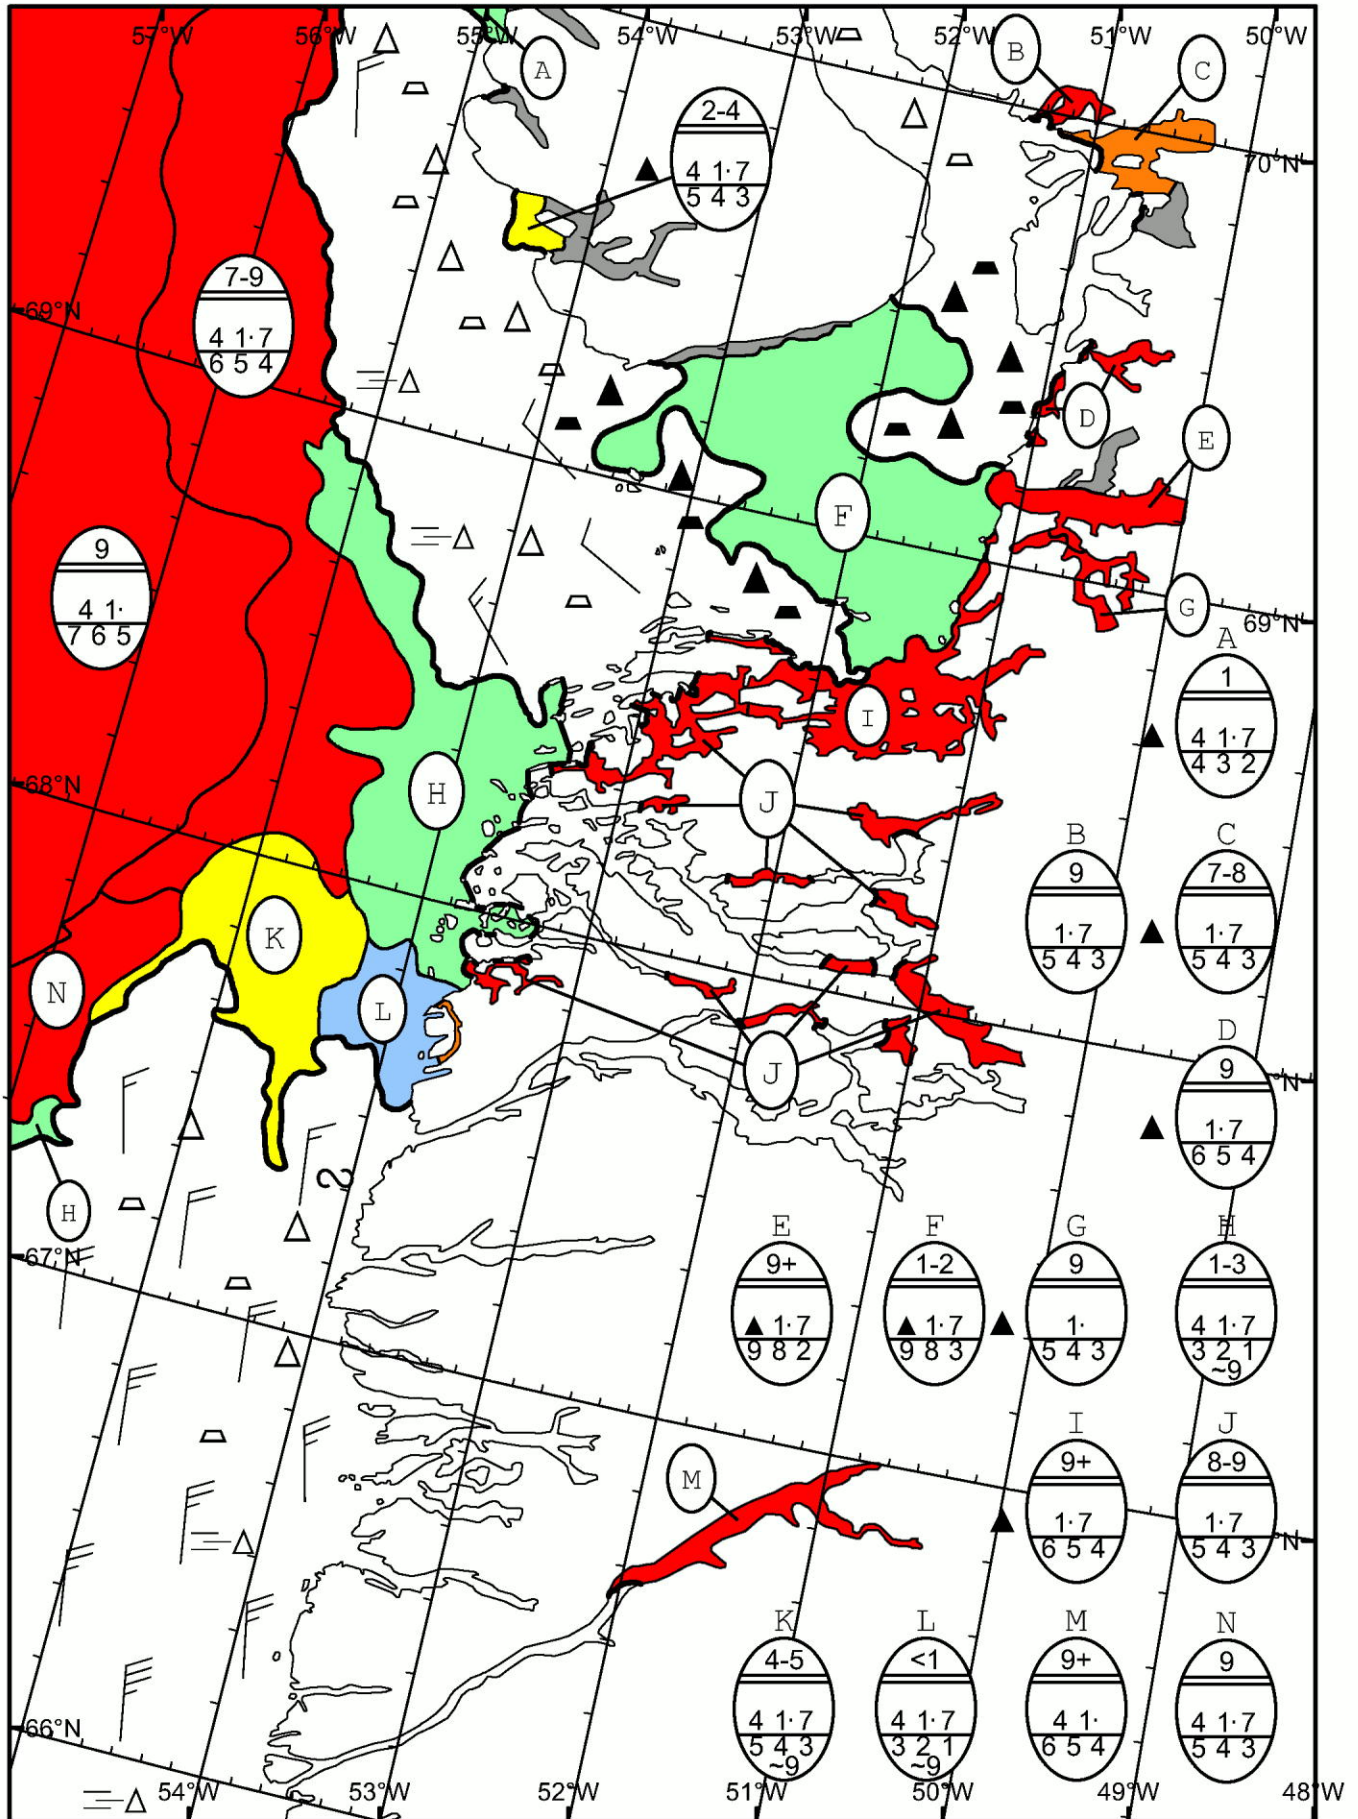 57°W 56°W 55°W 54°W 53°W 52°W 51°W 50°W
A
B
C
2-4
4 1·7
5 4 3
70°N
7-9
4 1·7
6 5 4
69°N
D
E
F
9
4 1·
7 6 5
G
69°N
A
1
4 1·7
4 3 2
I
H
J
68°N
B
9
1·7
5 4 3
C
7-8
1·7
5 4 3
K
N
L
J
D
9
1·7
6 5 4
°N
H
2
67°N
E
9+
▲ 1·7
9 8 2
F
1-2
▲ 1·7
9 8 3
G
9
1·
5 4 3
H
1-3
4 1·7
3 2 1
~9
M
I
9+
1·7
6 5 4
J
8-9
1·7
5 4 3
°N
K
4-5
4 1·7
5 4 3
~9
L
<1
4 1·7
3 2 1
~9
M
9+
4 1·
6 5 4
N
9
4 1·7
5 4 3
66°N
54°W 53°W 52°W 51°W 50°W 49°W 48°W